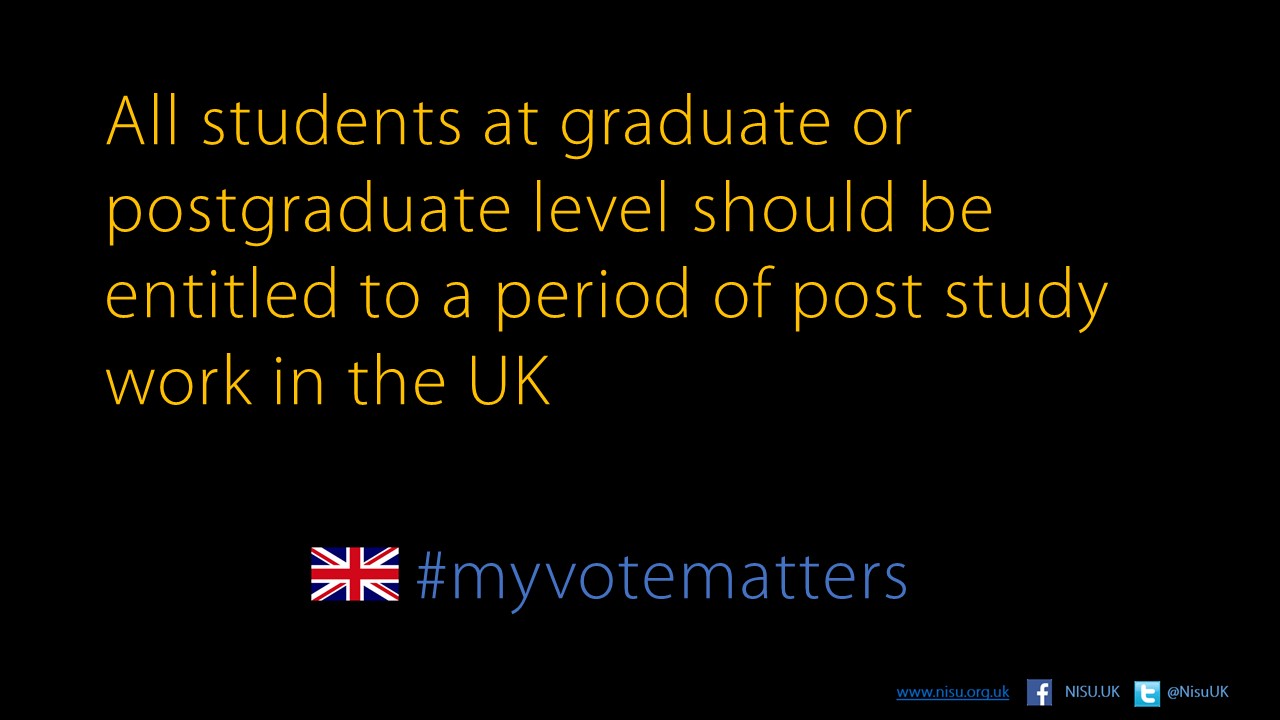 All students at graduate or
postgraduate level should be
entitled to a period of post study
work in the UK
#myvotematters
www.nisu.org.uk NISU.UK @NisuUK